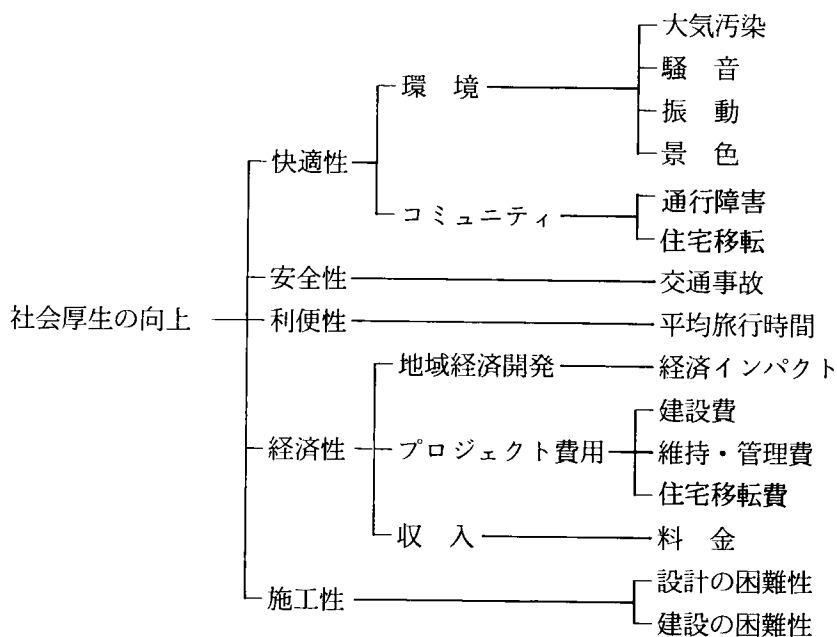 社会厚生の向上
快適性
環　境
大気汚染
騒　音
振　動
景　色
コミュニティ
通行障害
住宅移転
安全性
交通事故
利便性
平均旅行時間
経済性
地域経済開発
経済インパクト
プロジェクト費用
建設費
維持・管理費
住宅移転費
収　入
料　金
施工性
設計の困難性
建設の困難性